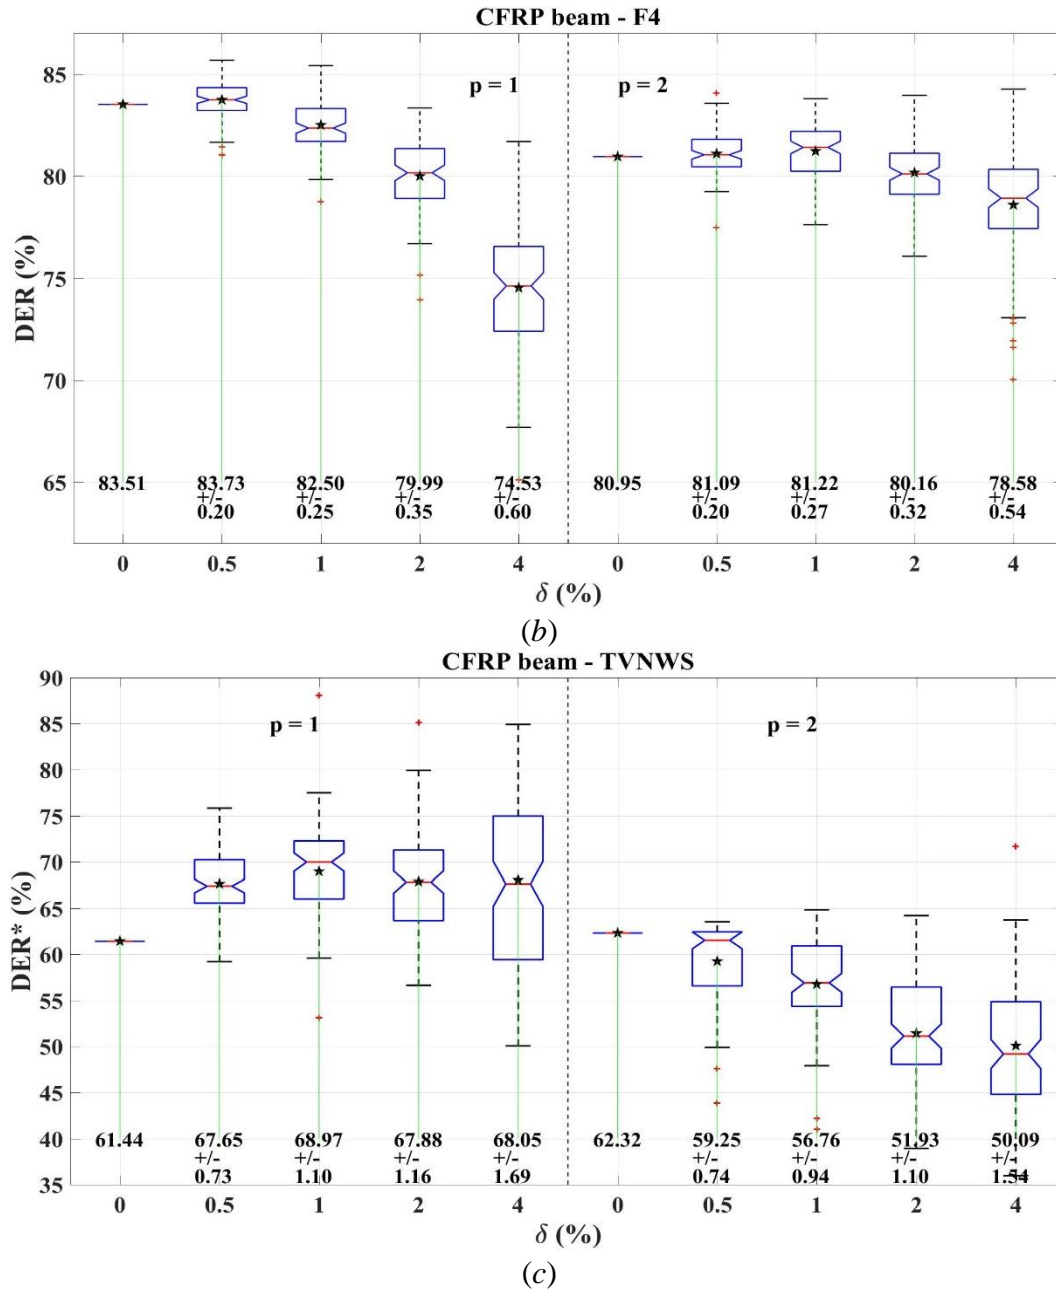 CFRP beam - F4
DER (%)
85
80
75
70
65
p = 1
p = 2
83.51 83.73 82.50 79.99 74.53 80.95 81.09 81.22 80.16 78.58
+/- +/- +/- +/- +/- +/- +/- +/-
0.20 0.25 0.35 0.60 0.20 0.27 0.32 0.54
0 0.5 1 2 4 0 0.5 1 2 4
δ (%)
(b)
CFRP beam - TVNWS
DER* (%)
90
85
80
75
70
65
60
55
50
45
40
35
p = 1
p = 2
61.44 67.65 68.97 67.88 68.05 62.32 59.25 56.76 50.09
+/- +/- +/- +/- +/- +/- +/- +/-
0.73 1.10 1.16 1.69 0.74 0.94 1.10 1.54
0 0.5 1 2 4 0 0.5 1 2 4
δ (%)
(c)